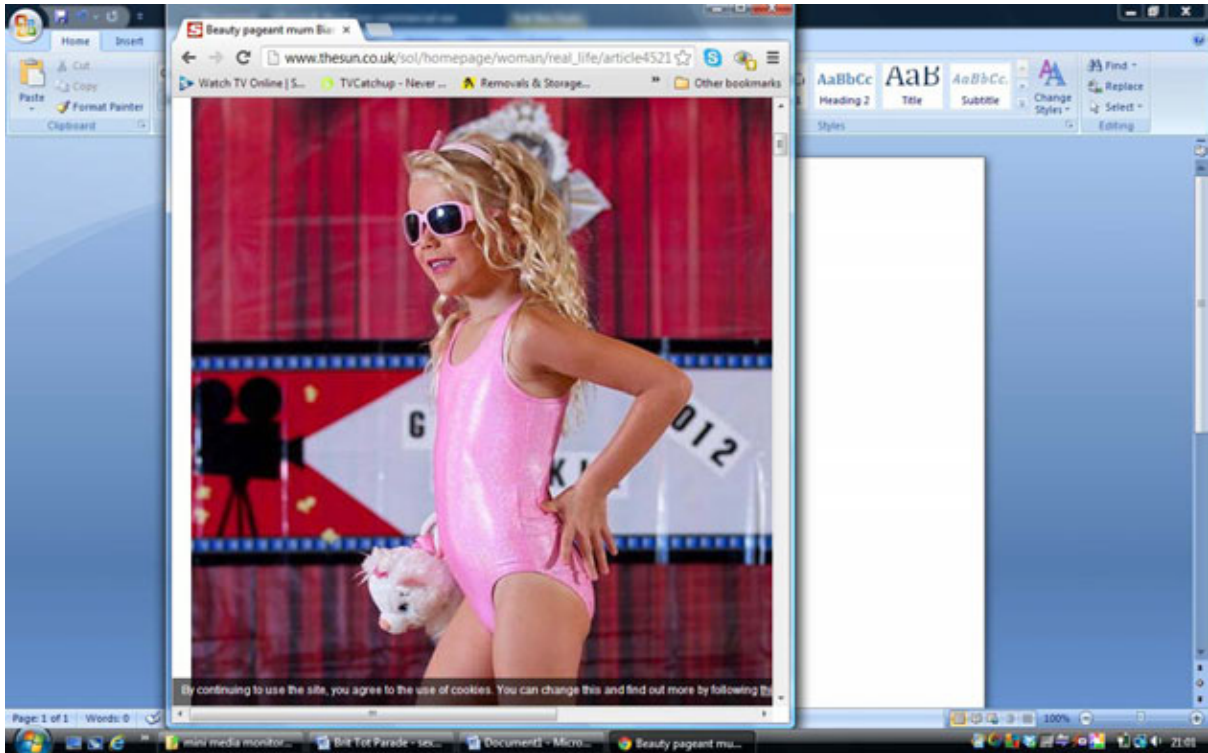 Home Insert
Cut
Copy
Paste
Format Painter
Clipboard
Beauty pageant mum
www.thesun.co.uk/sol/homepage/woman/real_life/article4521
Watch TV Online | S... TVCatchup - Never ... Removals & Storage... » Other bookmarks
AaBbCc AaB AaBbCc.
Heading 2 Title Subtitle
Change Styles
Styles
Find
Replace
Select
Editing
G 2012
By continuing to use the site, you agree to the use of cookies. You can change this and find out more by following
Page: 1 of 1 Words: 0 100%
mini media monitor... Brit Tot Parade - sex... Document1 - Micro... Beauty pageant mu... 21:01